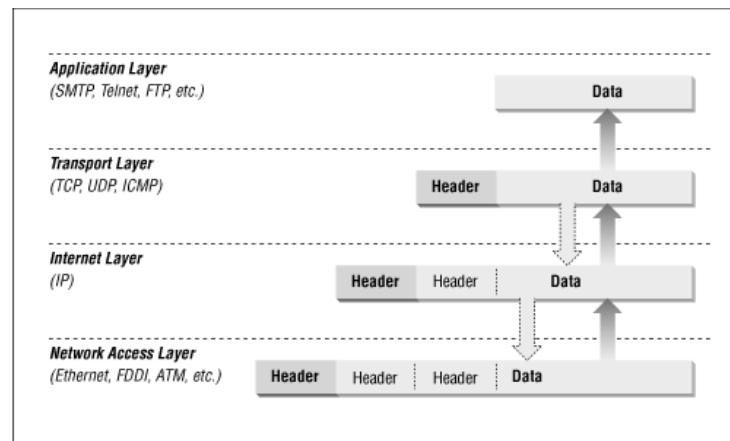 Application Layer
(SMTP, Telnet, FTP, etc.)
Data
Transport Layer
(TCP, UDP, ICMP)
Header Data
Internet Layer
(IP)
Header Header Data
Network Access Layer
(Ethernet, FDDI, ATM, etc.)
Header Header Header Data